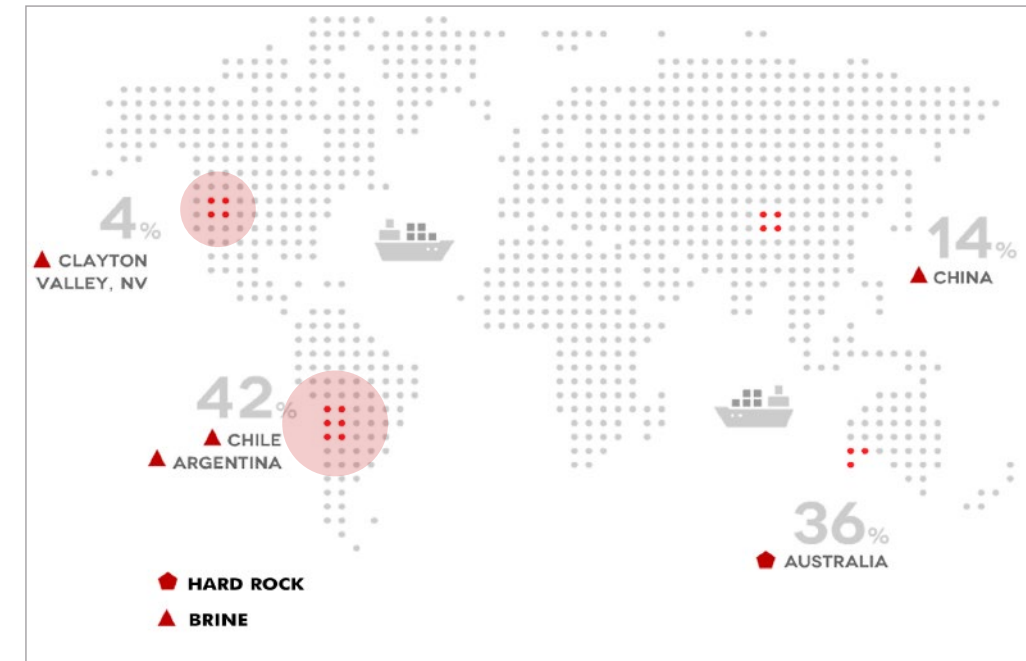 4%
CLAYTON
VALLEY, NV
14%
CHINA
42%
CHILE
ARGENTINA
36%
AUSTRALIA
HARD ROCK
BRINE